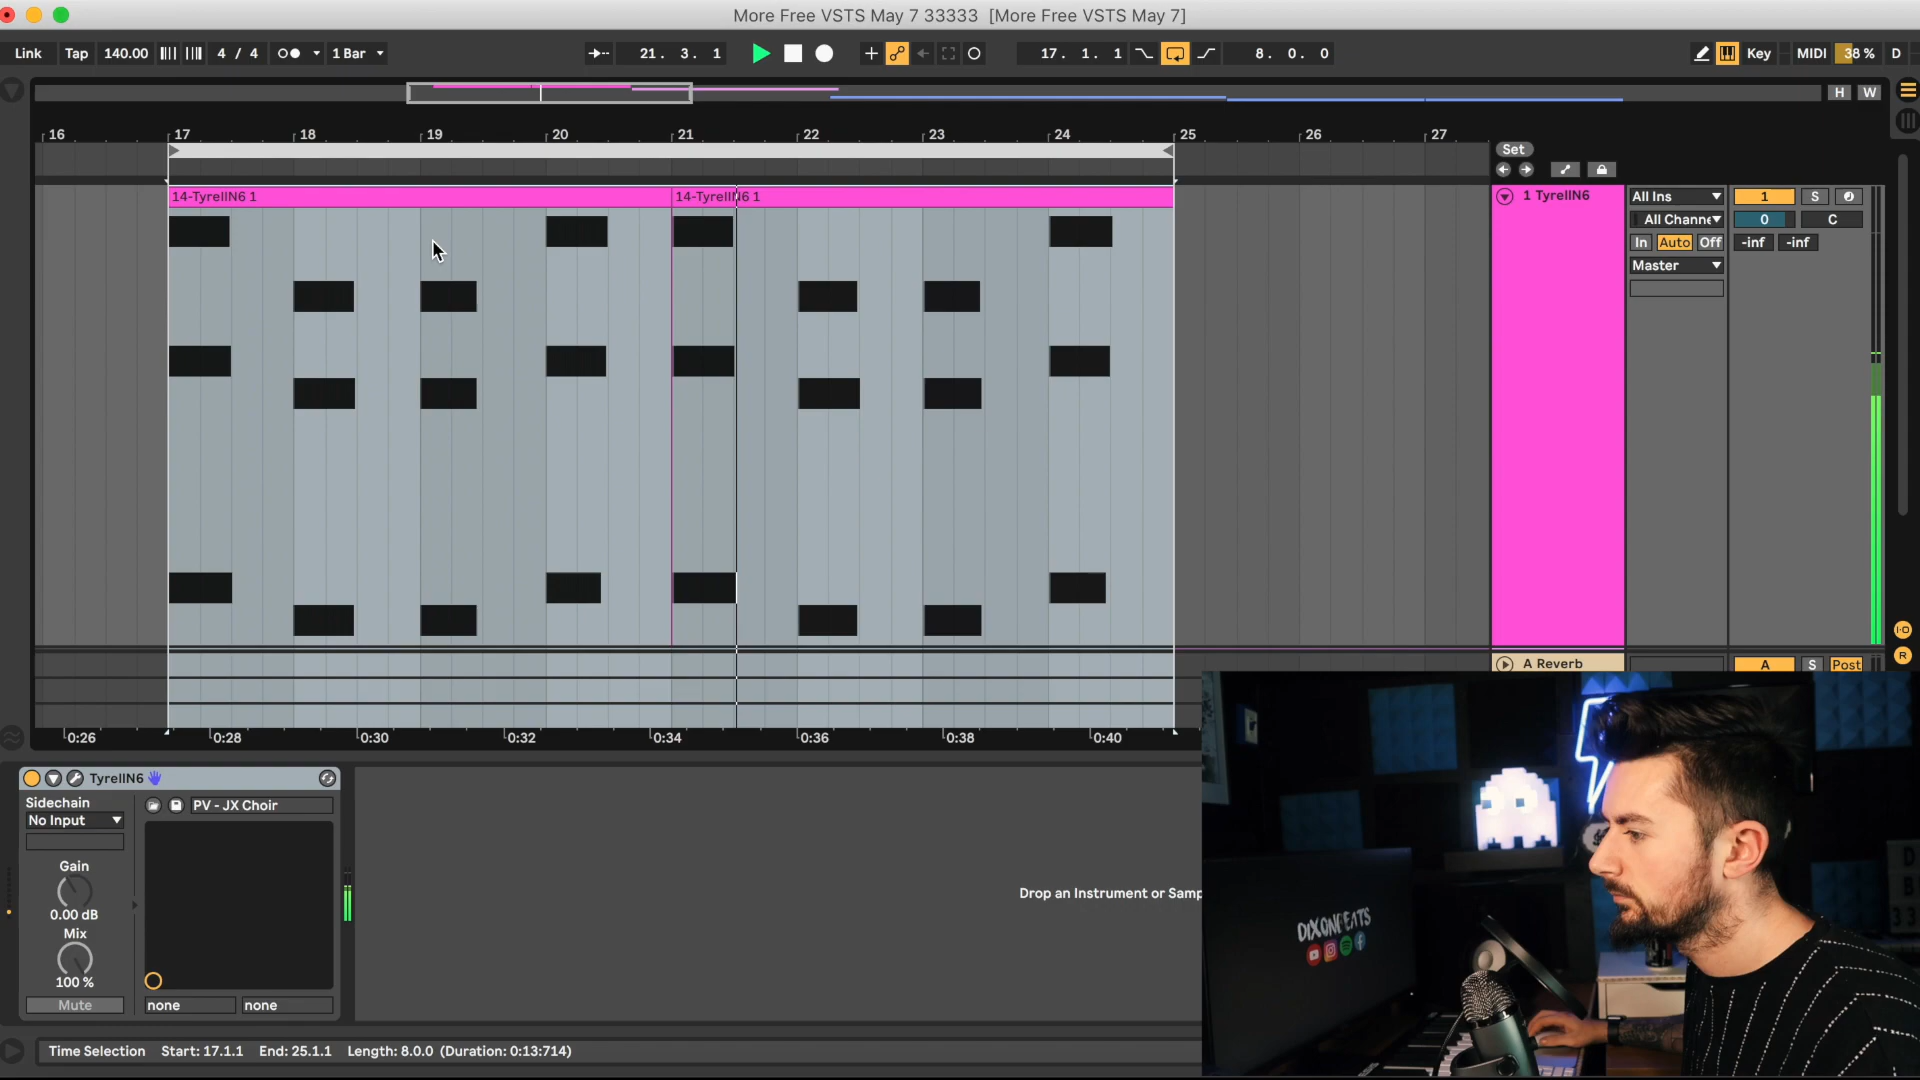 More Free VSTS May 7 33333 [More Free VSTS May 7]
Link Tap 140.00 4 / 4 1 Bar 21. 3. 1 17. 1. 1 8. 0. 0 MIDI 38 % D
Key
H W
16 17 18 19 20 21 22 23 24 25 26 27
Set
14-TyrellN6 1 14-TyrellN6 1
1 TyrellN6 All Ins 1 S
All Channe 0 C
In Auto Off -inf -inf
Master
I·O
R
A Reverb A S Post
0:26 0:28 0:30 0:32 0:34 0:36 0:38 0:40
TyrellN6
Sidechain
No Input
PV - JX Choir
Gain
0.00 dB
Mix
100 %
Mute
none none
Drop an Instrument or Samp
DIXONBEATS
Time Selection Start: 17.1.1 End: 25.1.1 Length: 8.0.0 (Duration: 0:13:714)